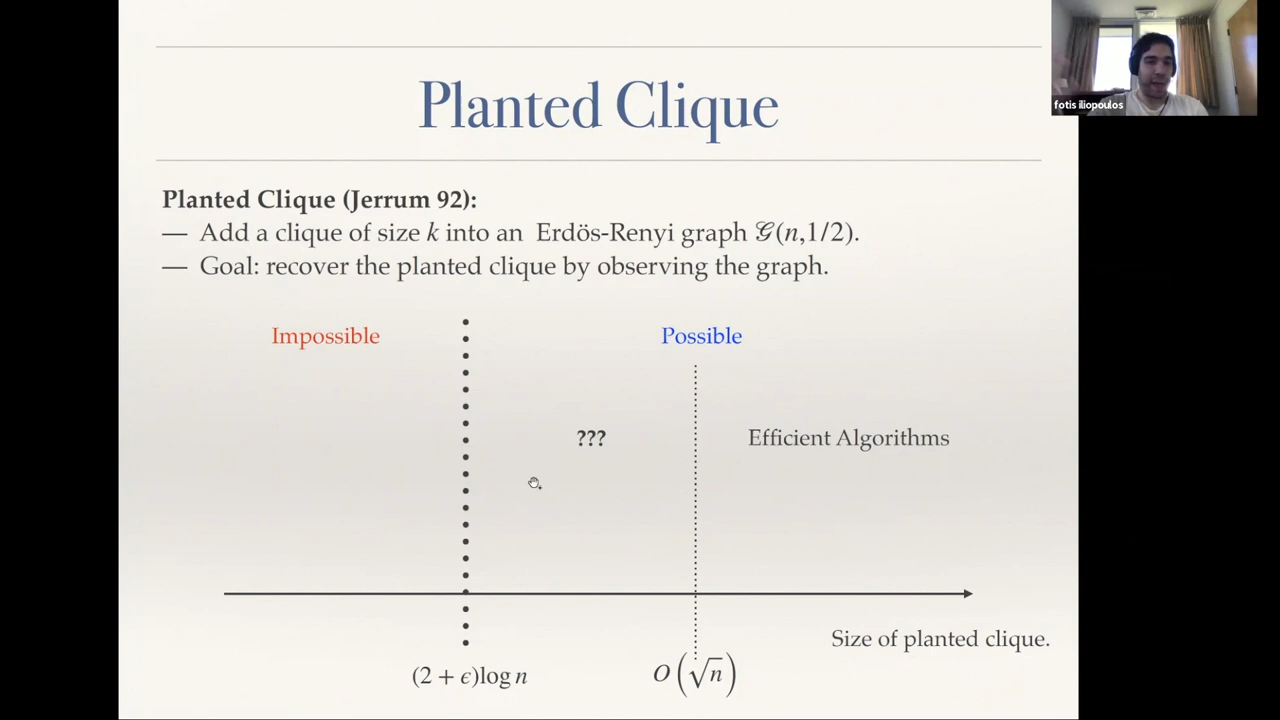 Planted Clique
fotis iliopoulos
Planted Clique (Jerrum 92):
— Add a clique of size k into an Erdös-Renyi graph 𝒢(n,1/2).
— Goal: recover the planted clique by observing the graph.
Impossible
Possible
???
Efficient Algorithms
Size of planted clique.
(2 + ϵ)log n
O(√n)